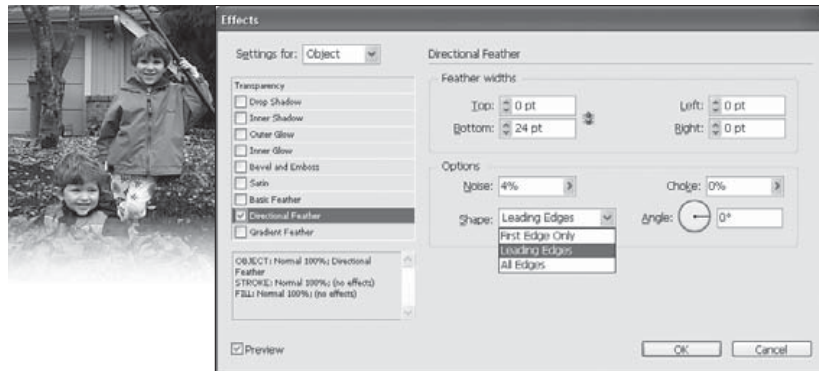 Effects
Settings for: Object
Transparency
Drop Shadow
Inner Shadow
Outer Glow
Inner Glow
Bevel and Emboss
Satin
Basic Feather
Directional Feather
Gradient Feather
OBJECT: Normal 100%; Directional
Feather
STROKE: Normal 100%; (no effects)
FILL: Normal 100%; (no effects)
Preview
Directional Feather
Feather widths
Top: 0 pt Left: 0 pt
Bottom: 24 pt Right: 0 pt
Options
Noise: 4% Choke: 0%
Shape: Leading Edges Angle: 0°
First Edge Only
Leading Edges
All Edges
OK Cancel